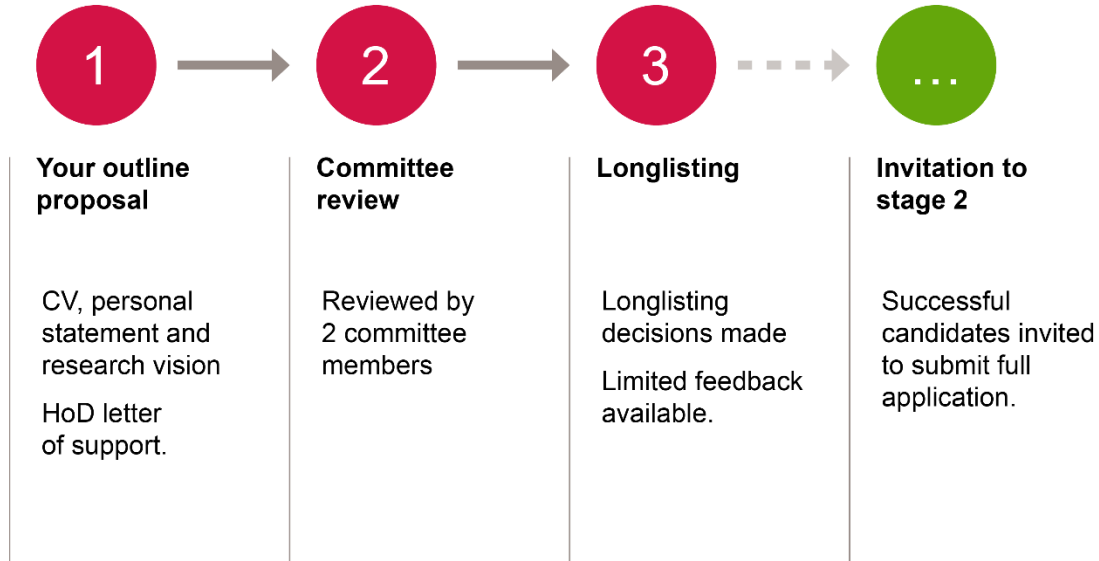 1
Your outline
proposal
CV, personal
statement and
research vision
HoD letter
of support.
2
Committee
review
Reviewed by
2 committee
members
3
Longlisting
Longlisting
decisions made
Limited feedback
available.
...
Invitation to
stage 2
Successful
candidates invited
to submit full
application.